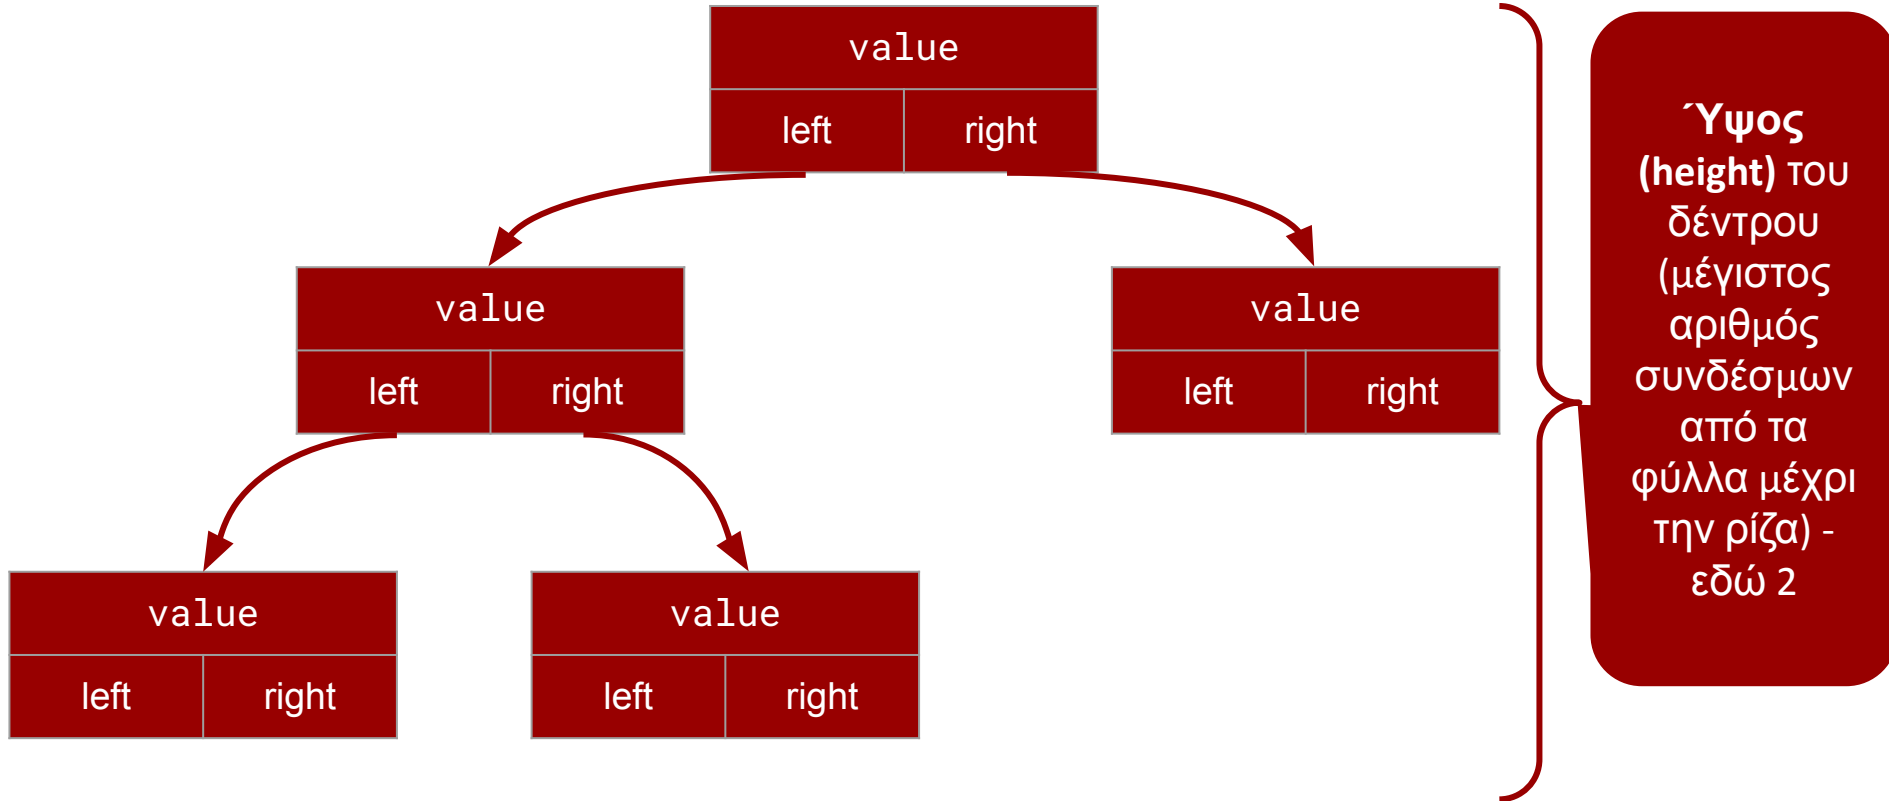 value
left right
value
left right
value
left right
value
left right
value
left right
Ύψος
(height) του
δέντρου
(μέγιστος
αριθμός
συνδέσμων
από τα
φύλλα μέχρι
την ρίζα) -
εδώ 2